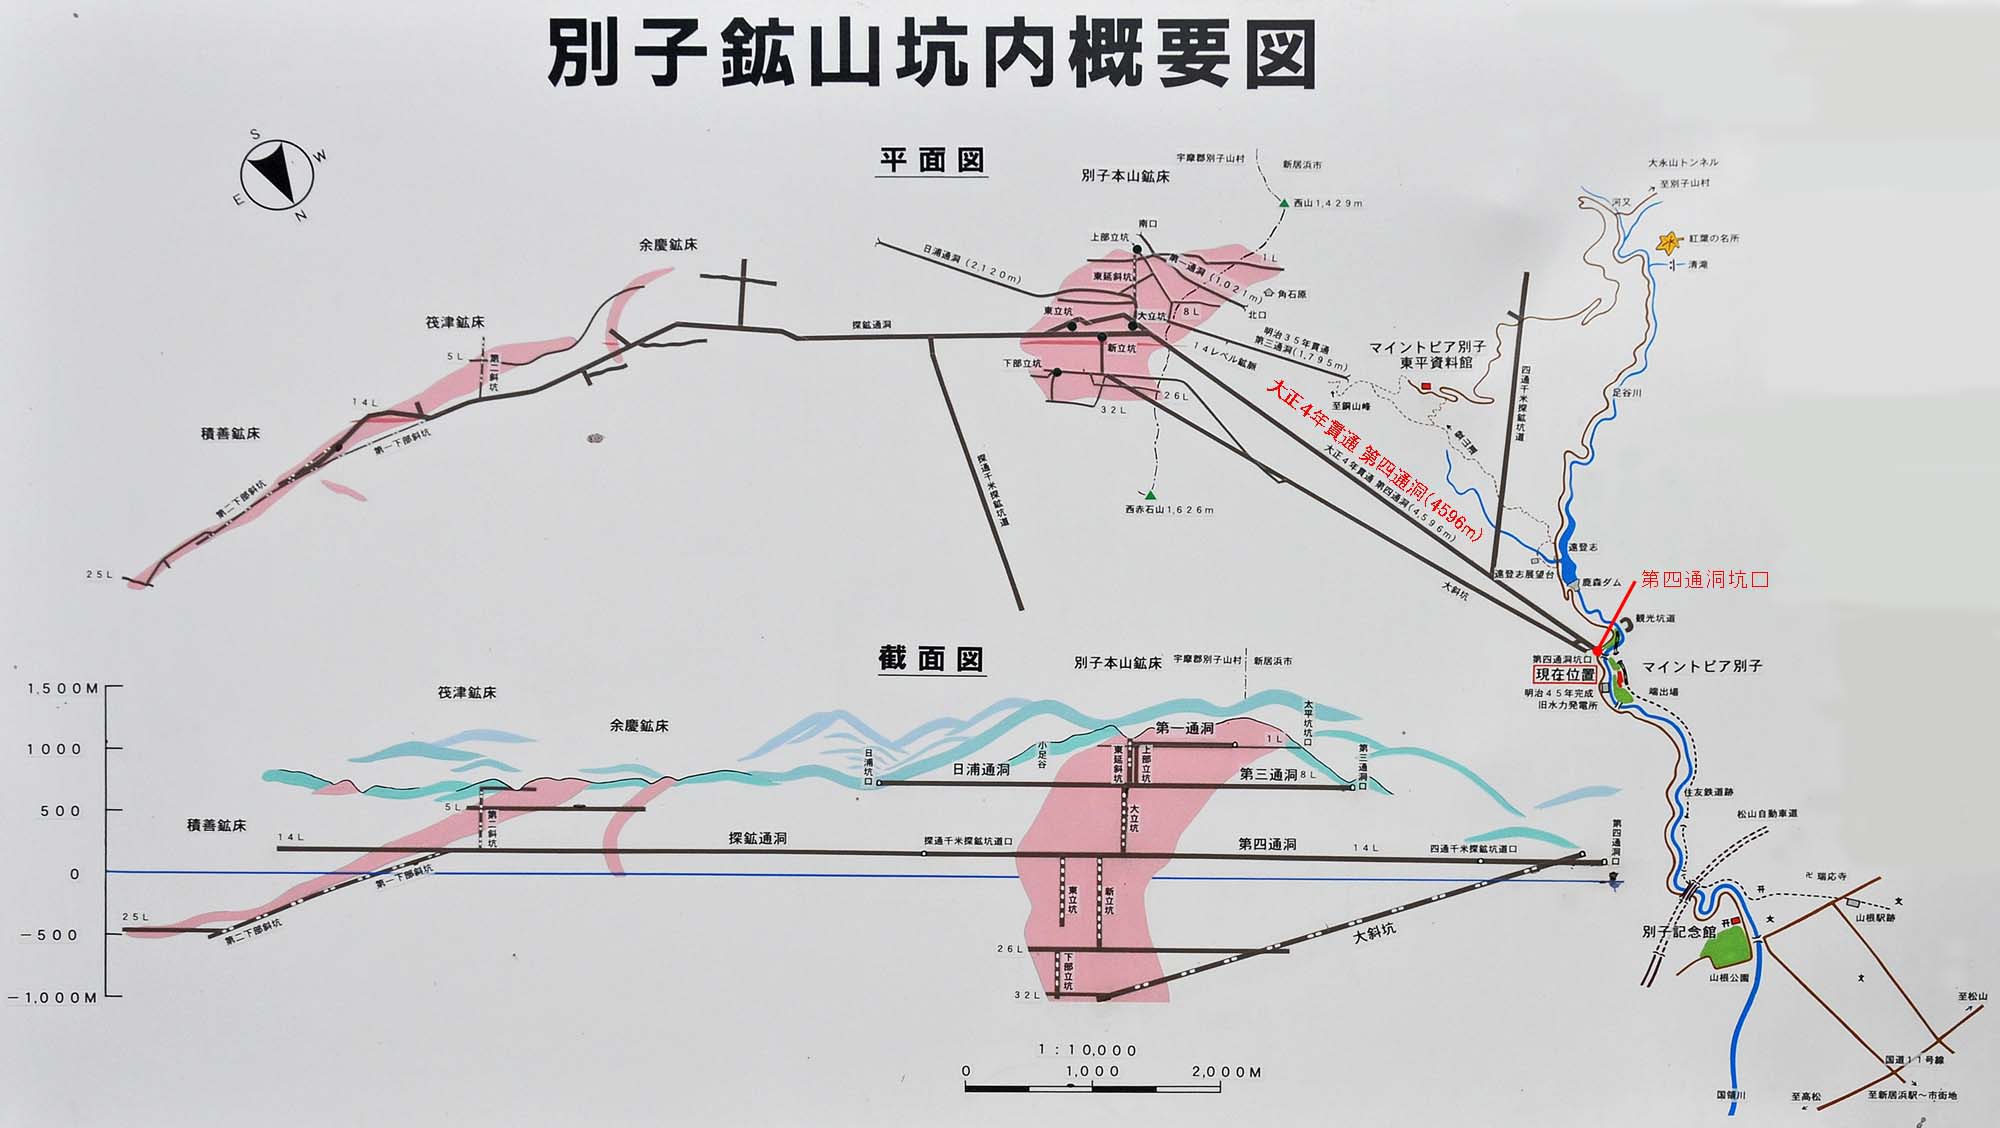 別子鉱山坑内概要図
S
W
E
N
平面図
宇摩郡別子山村
新居浜市
別子本山鉱床
西山1,429m
大永山トンネル
至別子山村
河又
紅葉の名所
清滝
南口
上部立坑
余慶鉱床
日浦通洞(2,120m)
東延斜坑
第一通洞(1,021m)
1L
角石原
北口
筏津鉱床
探鉱通洞
東立坑
大立坑
8L
明治35年貫通
第三通洞(1,795m)
新立坑
14レベル鉱脈
マイントピア別子
東平資料館
5L
第二斜坑
下部立坑
26L
32L
至銅山峰
四通千米探鉱坑道
足谷川
14L
大正4年貫通 第四通洞(4596m)
大正4年貫通 第四通洞(4,596m)
積善鉱床
第一下部斜坑
第二下部斜坑
探通千米探鉱坑道
西赤石山1,626m
25L
遠登志
遠登志展望台
鹿森ダム
第四通洞坑口
大斜坑
観光坑道
第四通洞坑口
現在位置
マイントピア別子
明治45年完成
旧水力発電所
端出場
截面図
別子本山鉱床
宇摩郡別子山村
新居浜市
1,500M
1000
500
0
−500
−1,000M
筏津鉱床
余慶鉱床
日浦坑口
小足谷
第一通洞
太平坑坑口
1L
東延斜坑
上部立坑
日浦通洞
第三通洞
8L
第三通洞口
住友鉄道跡
5L
第二斜坑
大立坑
積善鉱床
14L
探鉱通洞
探通千米探鉱坑道口
第四通洞
14L
四通千米探鉱坑道口
第四通洞口
松山自動車道
第一下部斜坑
東立坑
新立坑
25L
第二下部斜坑
大斜坑
26L
下部立坑
32L
瑞応寺
山根駅跡
別子記念館
山根公園
至松山
国道11号線
国領川
至高松
至新居浜駅〜市街地
1:10,000
0
1,000
2,000M